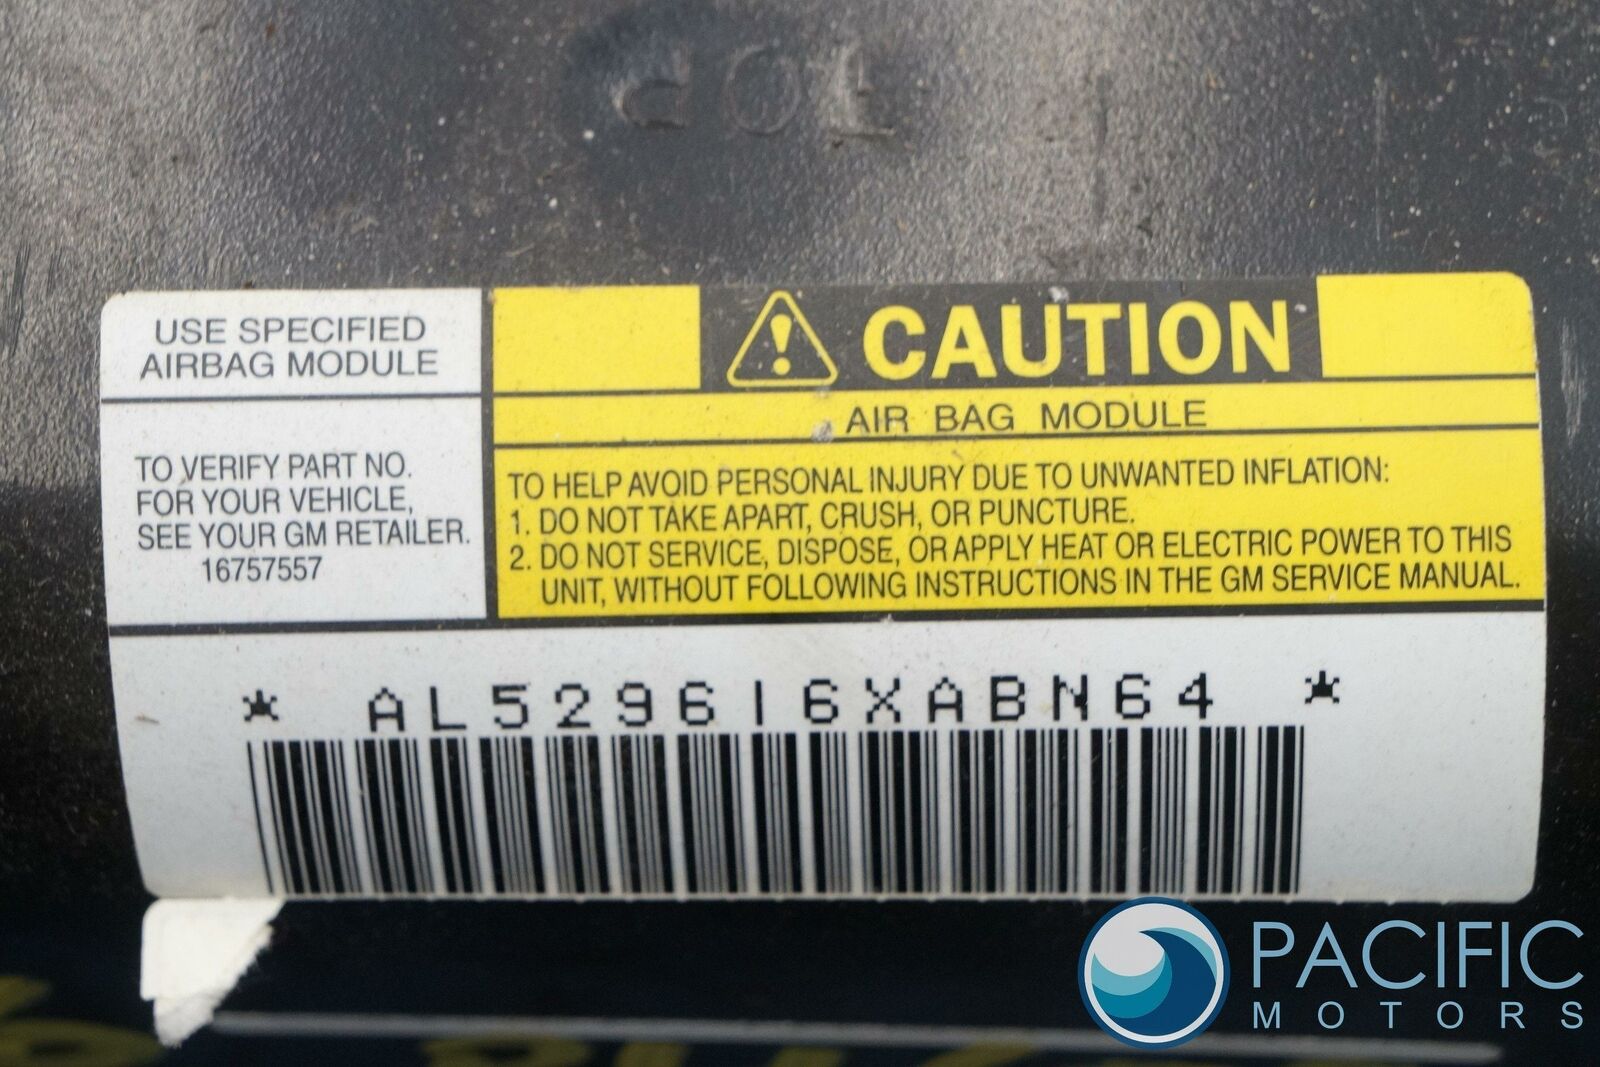 TOP
USE SPECIFIED
AIRBAG MODULE
TO VERIFY PART NO.
FOR YOUR VEHICLE,
SEE YOUR GM RETAILER.
16757557
CAUTION
AIR BAG MODULE
TO HELP AVOID PERSONAL INJURY DUE TO UNWANTED INFLATION:
1. DO NOT TAKE APART, CRUSH, OR PUNCTURE.
2. DO NOT SERVICE, DISPOSE, OR APPLY HEAT OR ELECTRIC POWER TO THIS
UNIT, WITHOUT FOLLOWING INSTRUCTIONS IN THE GM SERVICE MANUAL.
* AL529616XABN64 *
PACIFIC
MOTORS